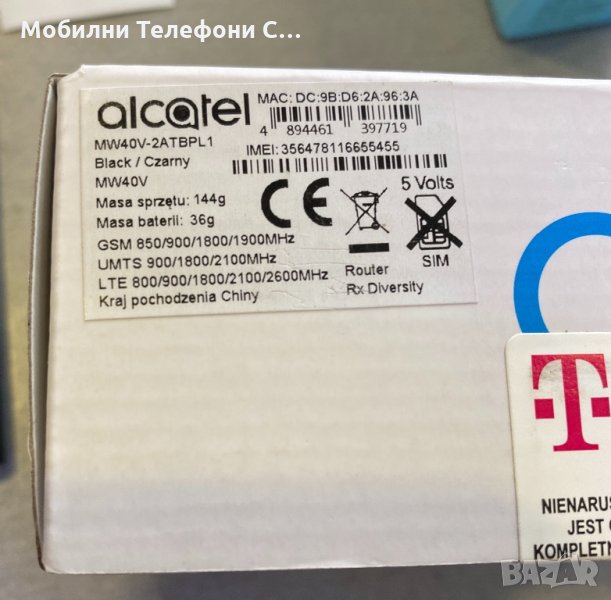 Мобилни Телефони С...
alcatel
MAC: DC:9B:D6:2A:96:3A
4 894461 397719
MW40V-2ATBPL1
IMEI: 356478116655455
Black / Czarny
MW40V
Masa sprzętu: 144g
Masa baterii: 36g
GSM 850/900/1800/1900MHz
UMTS 900/1800/2100MHz
LTE 800/900/1800/2100/2600MHz
Kraj pochodzenia Chiny
CE
5 Volts
SIM
Router
Rx Diversity
T
NIENARUS
JEST
KOMPLETN
BAZAR